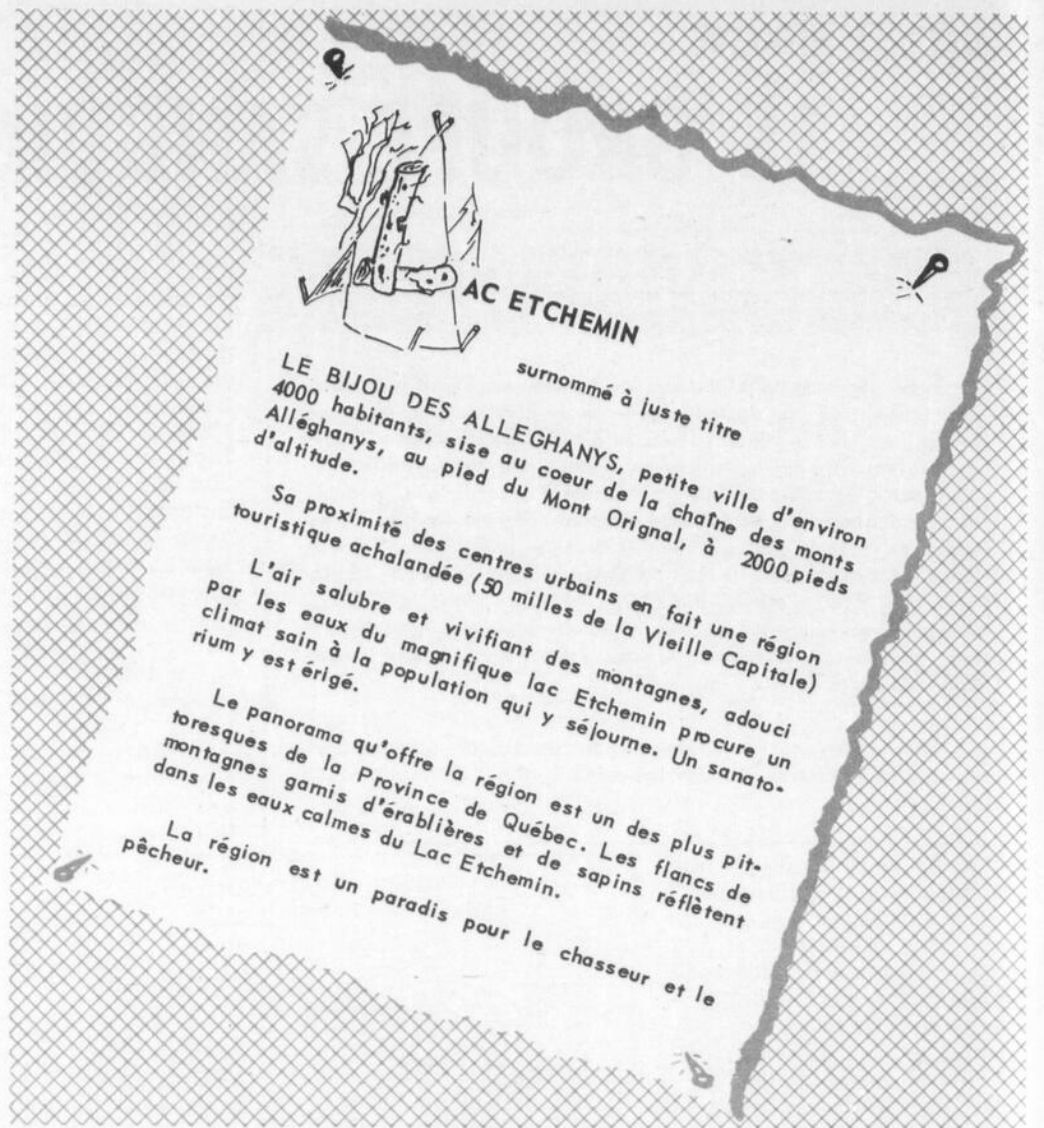 LAC ETCHEMIN
surnommé à juste titre
LE BIJOU DES ALLEGHANYS, petite ville d'environ
4000 habitants, sise au coeur de la chaîne des monts
Alléghanys, au pied du Mont Orignal, à 2000 pieds
d'altitude.
Sa proximité des centres urbains en fait une région
touristique achalandée (50 milles de la Vieille Capitale)
L'air salubre et vivifiant des montagnes, adouci
par les eaux du magnifique lac Etchemin procure un
climat sain à la population qui y séjourne. Un sanato-
rium y est érigé.
Le panorama qu'offre la région est un des plus pit-
toresques de la Province de Québec. Les flancs de
montagnes garnis d'érablières et de sapins réflètent
dans les eaux calmes du Lac Etchemin.
La région est un paradis pour le chasseur et le
pêcheur.